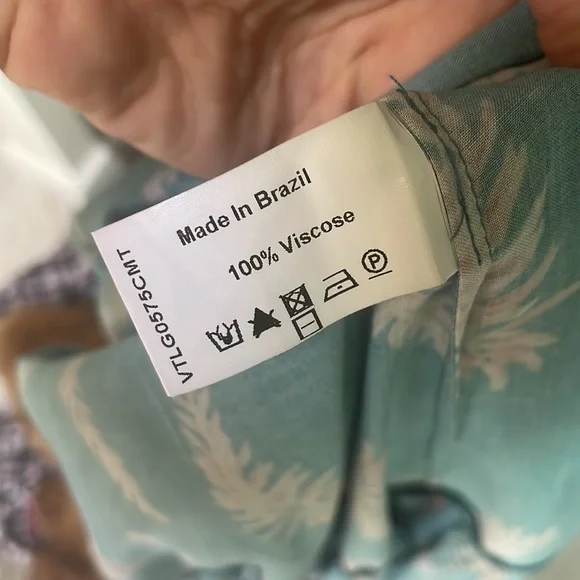 Made In Brazil
100% Viscose
P
VTLG0575CMT